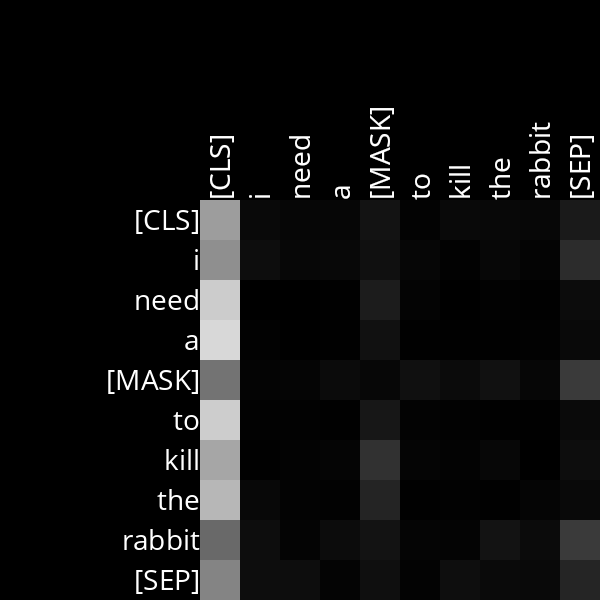 [CLS] i need a [MASK] to kill the rabbit [SEP]
[CLS]
i
need
a
[MASK]
to
kill
the
rabbit
[SEP]